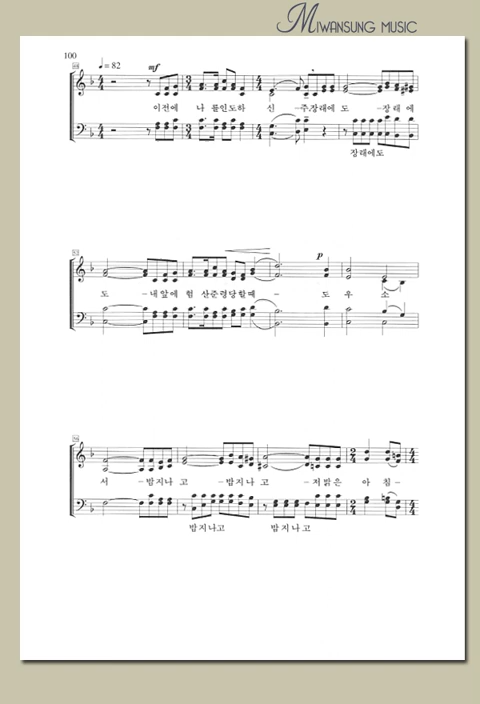 MIWANSUNG MUSIC
100
♩ = 82
mf
이전에 나 를인도하 신 -주,장래에 도 -장래 에
장래에도
p
도 -내앞에 험 산준령당할때 - 도 우 소
서 -밤지나 고 -밤지 나 고 -저밝은 아 침-
밤지나고 밤지나고